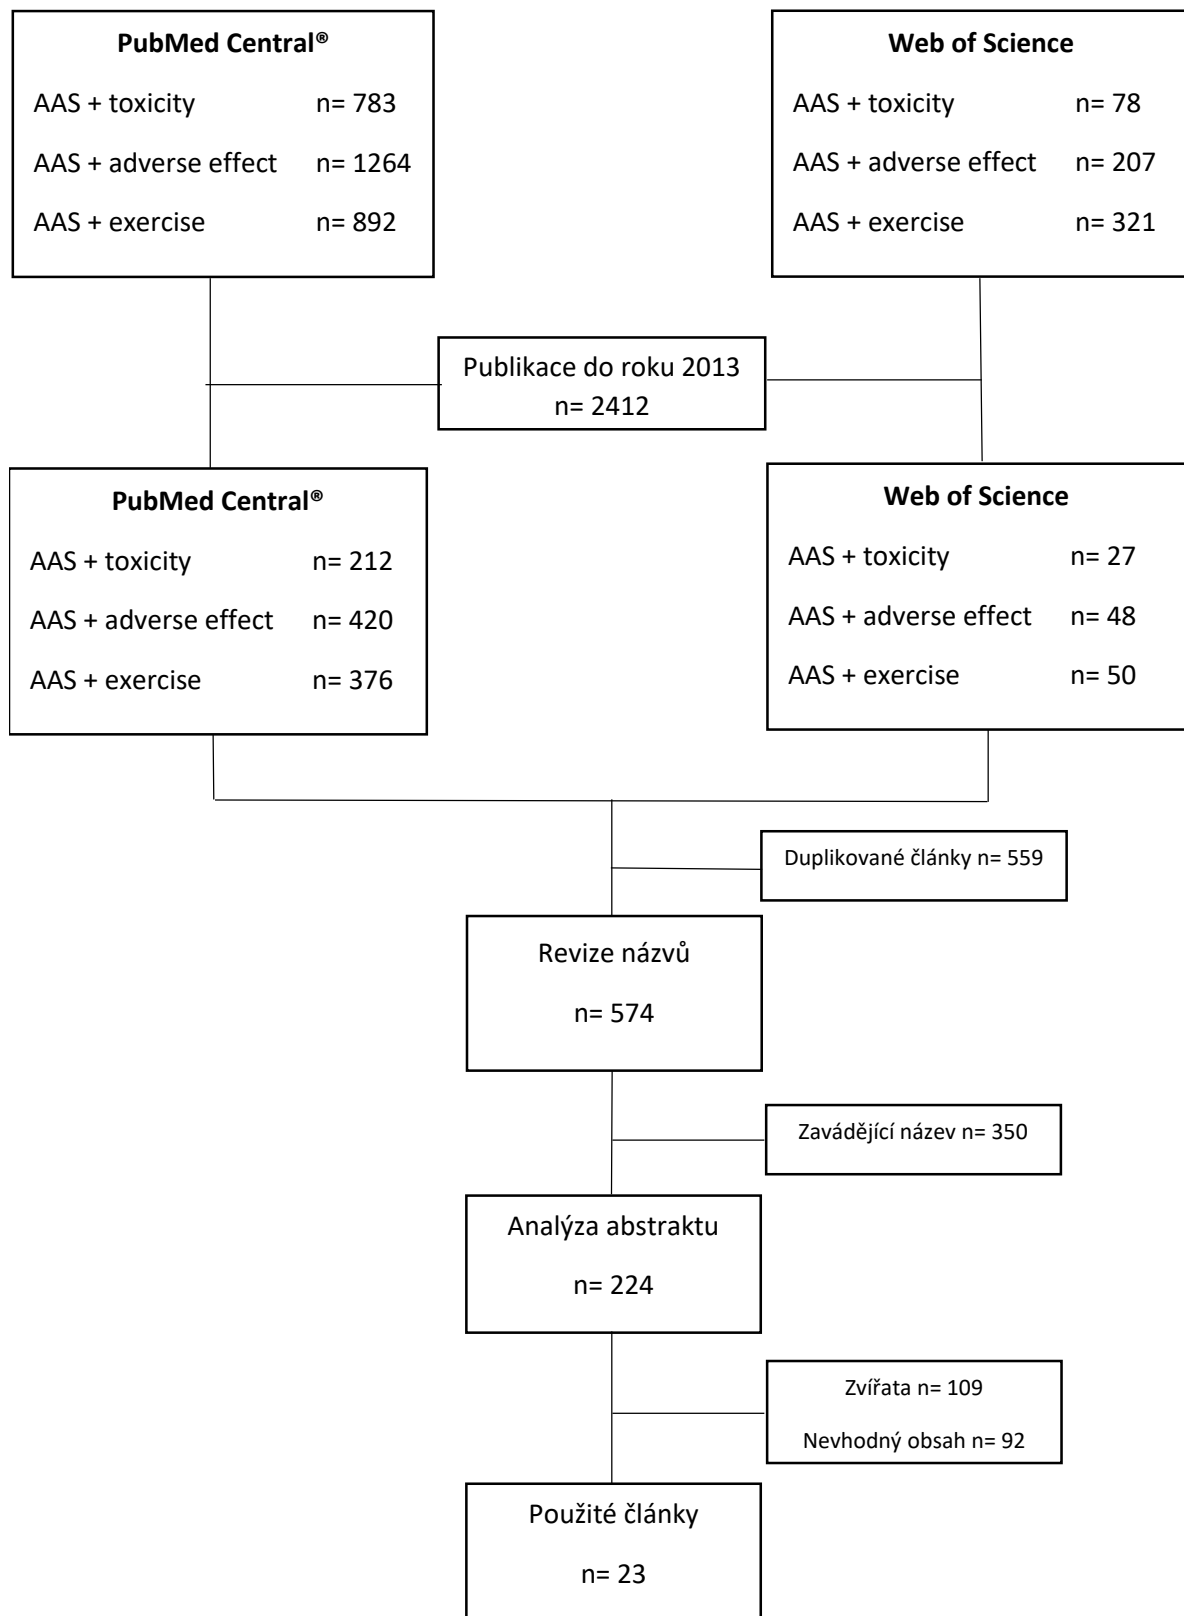 PubMed Central®
AAS + toxicity n= 783
AAS + adverse effect n= 1264
AAS + exercise n= 892
Web of Science
AAS + toxicity n= 78
AAS + adverse effect n= 207
AAS + exercise n= 321
Publikace do roku 2013
n= 2412
PubMed Central®
AAS + toxicity n= 212
AAS + adverse effect n= 420
AAS + exercise n= 376
Web of Science
AAS + toxicity n= 27
AAS + adverse effect n= 48
AAS + exercise n= 50
Duplikované články n= 559
Revize názvů
n= 574
Zavádějící název n= 350
Analýza abstraktu
n= 224
Zvířata n= 109
Nevhodný obsah n= 92
Použité články
n= 23